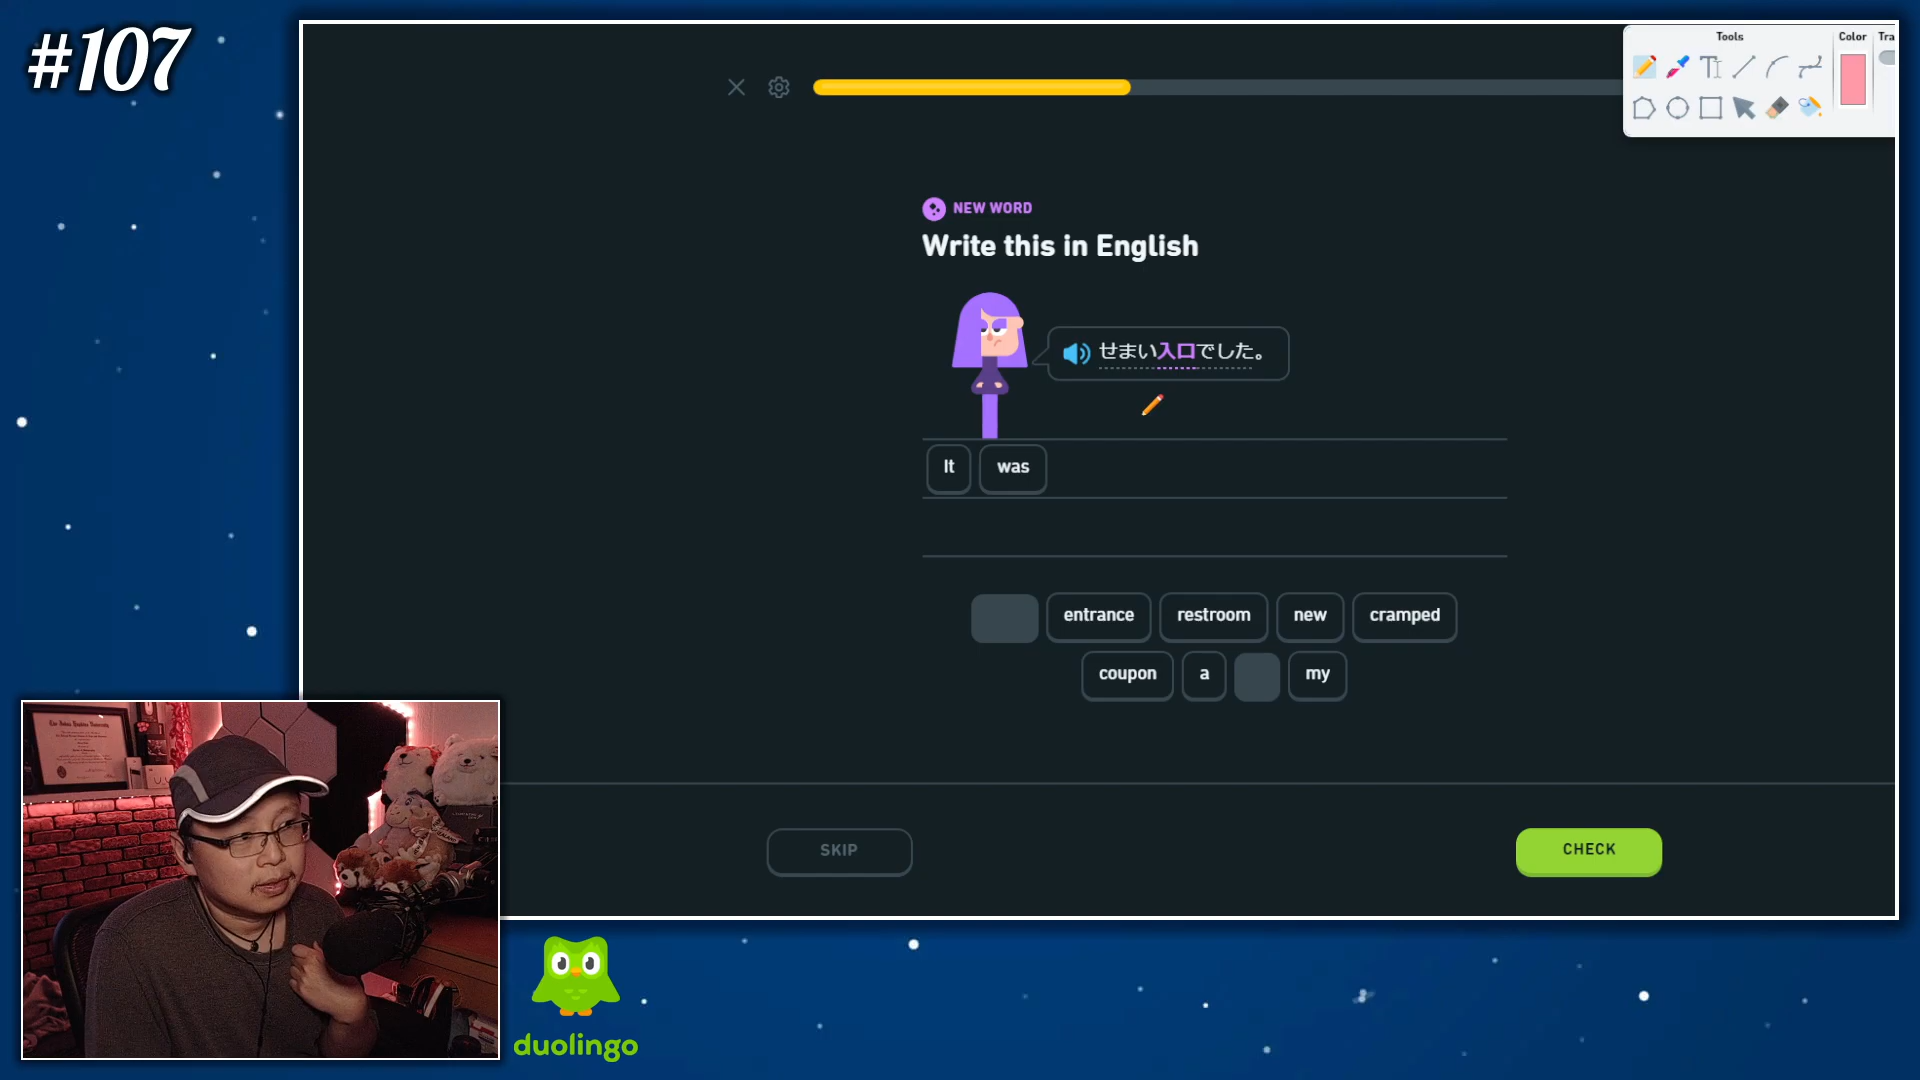 #107
Tools
Color
Tra
NEW WORD
Write this in English
せまい入口でした。
It was
entrance restroom new cramped
coupon a my
SKIP
CHECK
duolingo